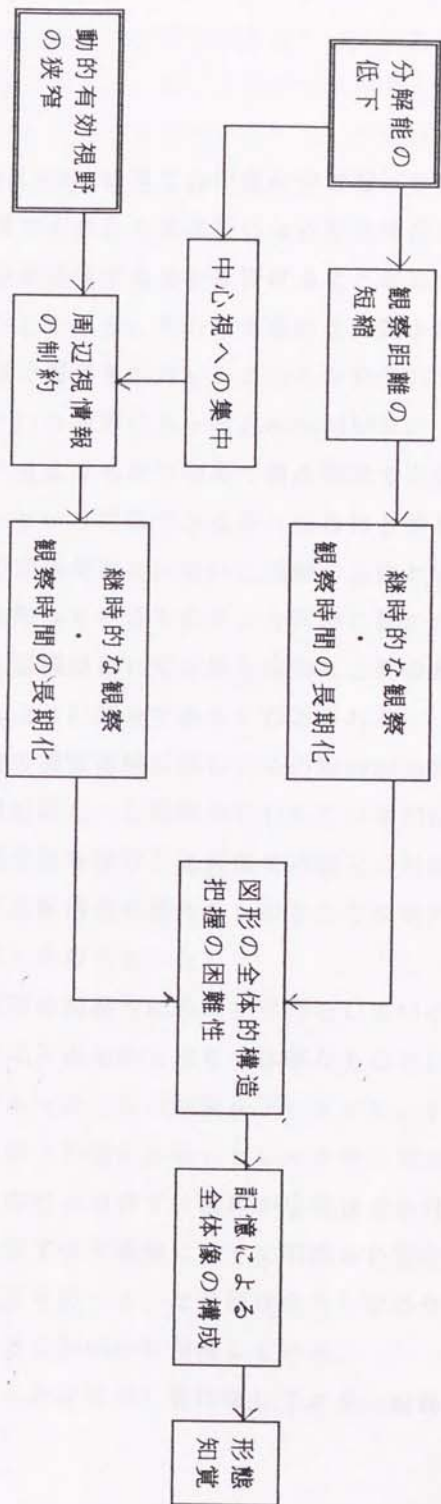 分解能の
低下
観察距離の
短縮
継時的な観察
・
観察時間の長期化
中心視への集中
動的有効視野
の狭窄
周辺視情報
の制約
継時的な観察
・
観察時間の長期化
図形の全体的構造
把握の困難性
記憶による
全体像の構成
形態
知覚